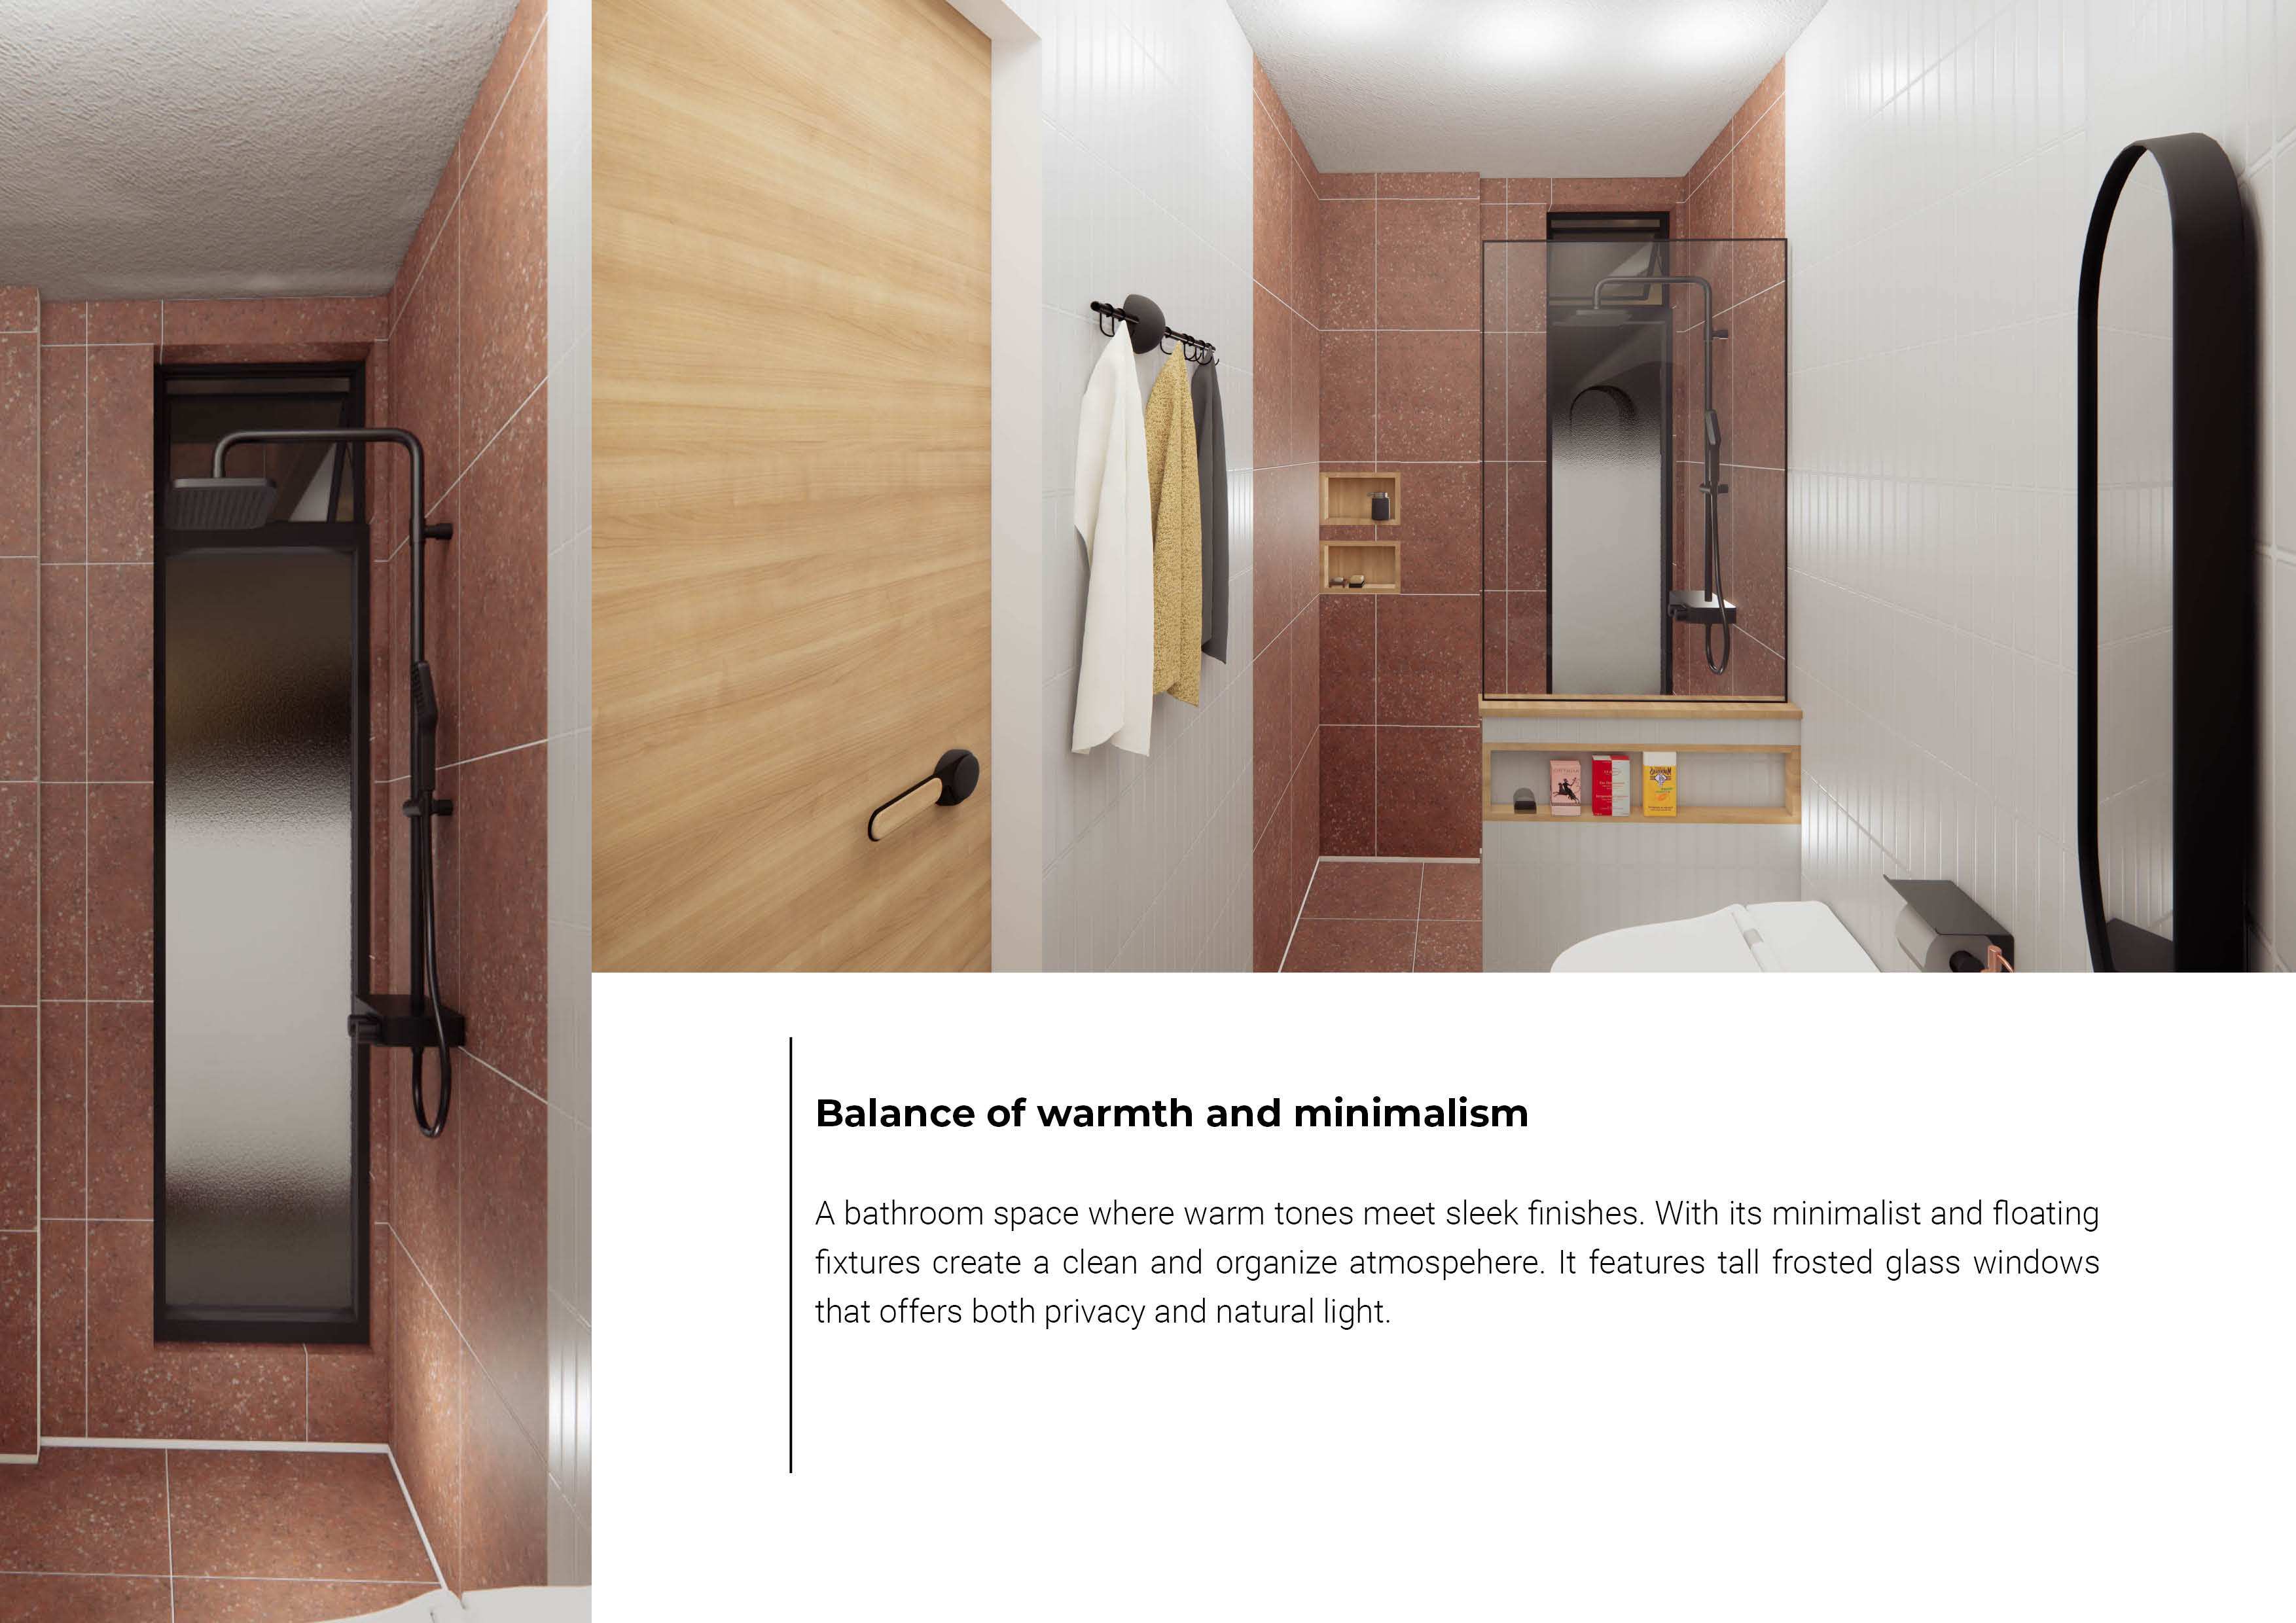 Balance of warmth and minimalism
A bathroom space where warm tones meet sleek finishes. With its minimalist and floating
fixtures create a clean and organize atmospehere. It features tall frosted glass windows
that offers both privacy and natural light.